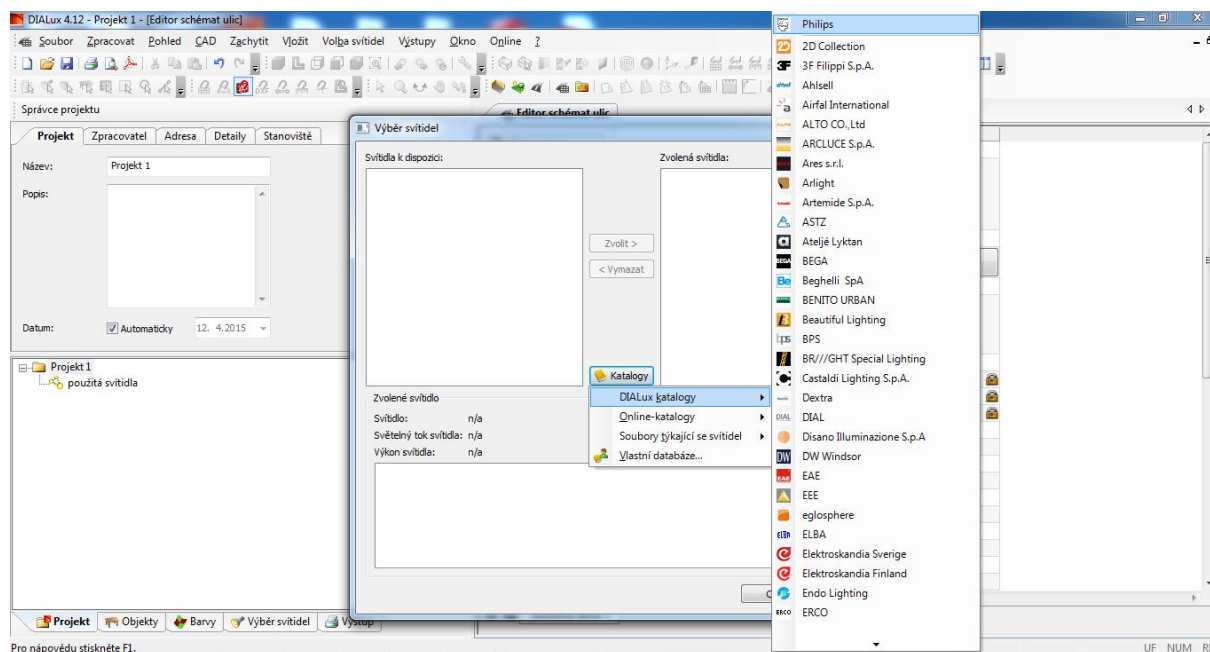 DIALux 4.12 - Projekt 1 - [Editor schémat ulic]
Soubor Zpracovat Pohled CAD Zachytit Vložit Volba svítidel Výstupy Okno Online ?
Správce projektu
Editor schémat ulic
Projekt Zpracovatel Adresa Detaily Stanoviště
Název: Projekt 1
Popis:
Datum: Automaticky 12. 4.2015
Projekt 1
použitá svítidla
Projekt Objekty Barvy Výběr svítidel Výstup
Pro nápovědu stiskněte F1.
Výběr svítidel
Svítidla k dispozici: Zvolená svítidla:
Zvolit >
< Vymazat
Katalogy
Zvolené svítidlo
Svítidlo: n/a
Světelný tok svítidla: n/a
Výkon svítidla: n/a
DIALux katalogy
Online-katalogy
Soubory týkající se svítidel
Vlastní databáze...
Philips
2D Collection
3F Filippi S.p.A.
Ahlsell
Airfal International
ALTO CO.,Ltd
ARCLUCE S.p.A.
Ares s.r.l.
Arlight
Artemide S.p.A.
ASTZ
Ateljé Lyktan
BEGA
Beghelli SpA
BENITO URBAN
Beautiful Lighting
BPS
BR///GHT Special Lighting
Castaldi Lighting S.p.A.
Dextra
DIAL
Disano Illuminazione S.p.A
DW Windsor
EAE
EEE
eglosphere
ELBA
Elektroskandia Sverige
Elektroskandia Finland
Endo Lighting
ERCO
UF NUM